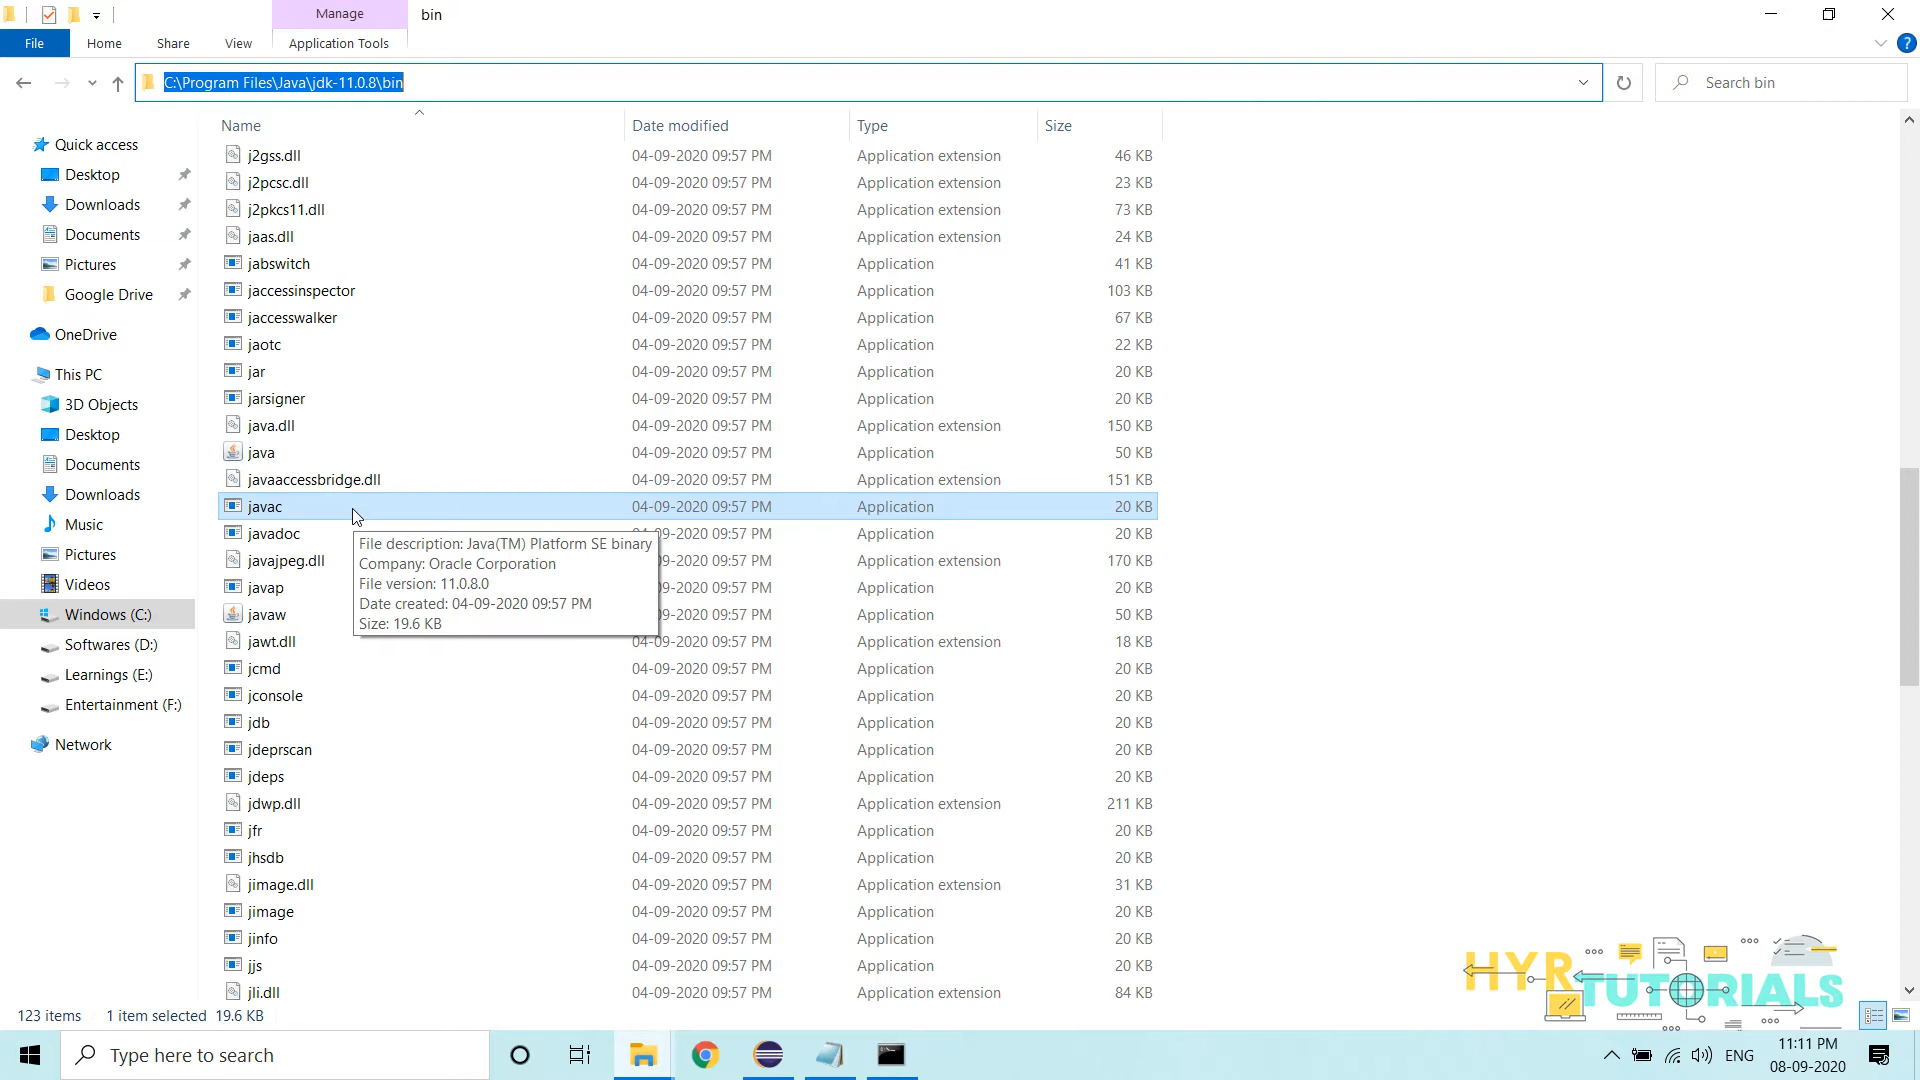 Manage
bin
File
Home
Share
View
Application Tools
?
C:\Program Files\Java\jdk-11.0.8\bin
Search bin
Name
Date modified
Type
Size
Quick access
Desktop
Downloads
Documents
Pictures
Google Drive
OneDrive
This PC
3D Objects
Desktop
Documents
Downloads
Music
Pictures
Videos
Windows (C:)
Softwares (D:)
Learnings (E:)
Entertainment (F:)
Network
j2gss.dll 04-09-2020 09:57 PM Application extension 46 KB
j2pcsc.dll 04-09-2020 09:57 PM Application extension 23 KB
j2pkcs11.dll 04-09-2020 09:57 PM Application extension 73 KB
jaas.dll 04-09-2020 09:57 PM Application extension 24 KB
jabswitch 04-09-2020 09:57 PM Application 41 KB
jaccessinspector 04-09-2020 09:57 PM Application 103 KB
jaccesswalker 04-09-2020 09:57 PM Application 67 KB
jaotc 04-09-2020 09:57 PM Application 22 KB
jar 04-09-2020 09:57 PM Application 20 KB
jarsigner 04-09-2020 09:57 PM Application 20 KB
java.dll 04-09-2020 09:57 PM Application extension 150 KB
java 04-09-2020 09:57 PM Application 50 KB
javaaccessbridge.dll 04-09-2020 09:57 PM Application extension 151 KB
javac 04-09-2020 09:57 PM Application 20 KB
javadoc 09-2020 09:57 PM Application 20 KB
javajpeg.dll 09-2020 09:57 PM Application extension 170 KB
javap 09-2020 09:57 PM Application 20 KB
javaw 09-2020 09:57 PM Application 50 KB
jawt.dll 04-09-2020 09:57 PM Application extension 18 KB
jcmd 04-09-2020 09:57 PM Application 20 KB
jconsole 04-09-2020 09:57 PM Application 20 KB
jdb 04-09-2020 09:57 PM Application 20 KB
jdeprscan 04-09-2020 09:57 PM Application 20 KB
jdeps 04-09-2020 09:57 PM Application 20 KB
jdwp.dll 04-09-2020 09:57 PM Application extension 211 KB
jfr 04-09-2020 09:57 PM Application 20 KB
jhsdb 04-09-2020 09:57 PM Application 20 KB
jimage.dll 04-09-2020 09:57 PM Application extension 31 KB
jimage 04-09-2020 09:57 PM Application 20 KB
jinfo 04-09-2020 09:57 PM Application 20 KB
jjs 04-09-2020 09:57 PM Application 20 KB
jli.dll 04-09-2020 09:57 PM Application extension 84 KB
File description: Java(TM) Platform SE binary
Company: Oracle Corporation
File version: 11.0.8.0
Date created: 04-09-2020 09:57 PM
Size: 19.6 KB
HYR
TUTORIALS
123 items 1 item selected 19.6 KB
Type here to search
ENG
11:11 PM
08-09-2020